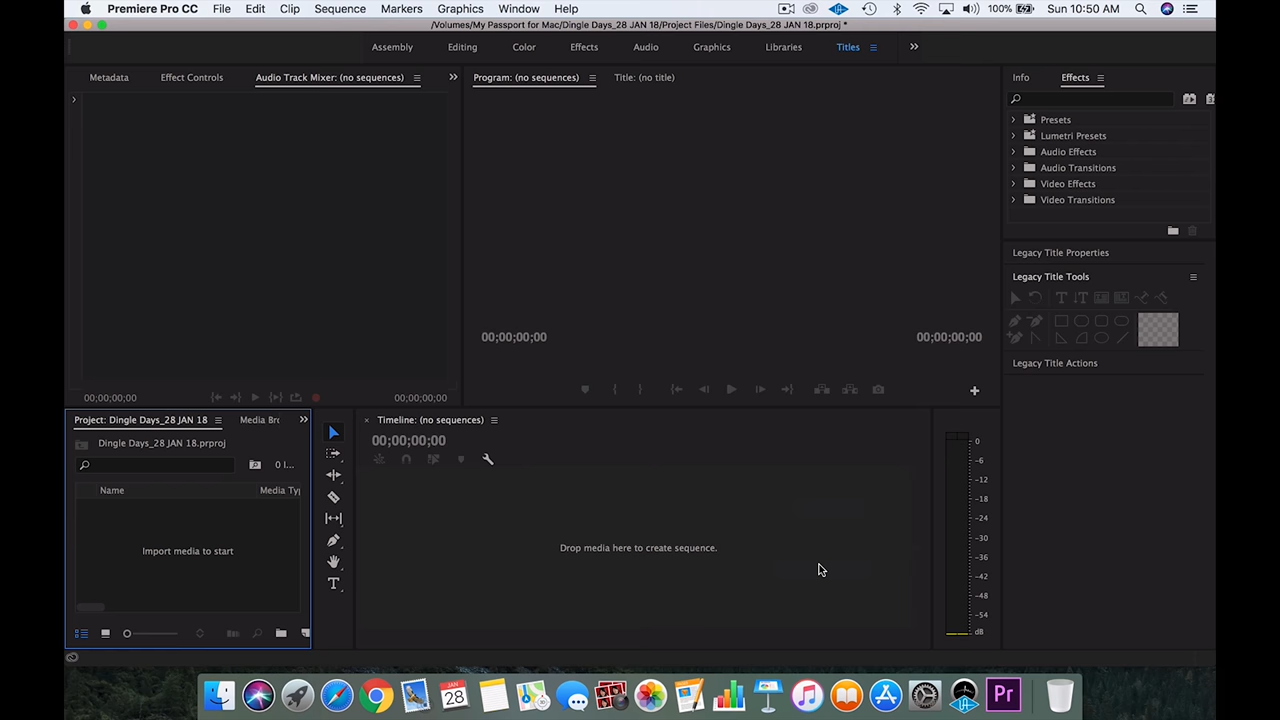 Premiere Pro CC File Edit Clip Sequence Markers Graphics Window Help 100% Sun 10:50 AM
/Volumes/My Passport for Mac/Dingle Days_28 JAN 18/Project Files/Dingle Days_28 JAN 18.prproj *
Assembly Editing Color Effects Audio Graphics Libraries Titles
Metadata Effect Controls Audio Track Mixer: (no sequences)
Program: (no sequences) Title: (no title)
Info Effects
Presets
Lumetri Presets
Audio Effects
Audio Transitions
Video Effects
Video Transitions
Legacy Title Properties
Legacy Title Tools
Legacy Title Actions
00;00;00;00 00;00;00;00
00;00;00;00 00;00;00;00
Project: Dingle Days_28 JAN 18 Media Bro
Dingle Days_28 JAN 18.prproj
0 I...
Name Media Typ
Import media to start
Timeline: (no sequences)
00;00;00;00
Drop media here to create sequence.
0
-6
-12
-18
-24
-30
-36
-42
-48
-54
dB
T
JAN
28
Pr